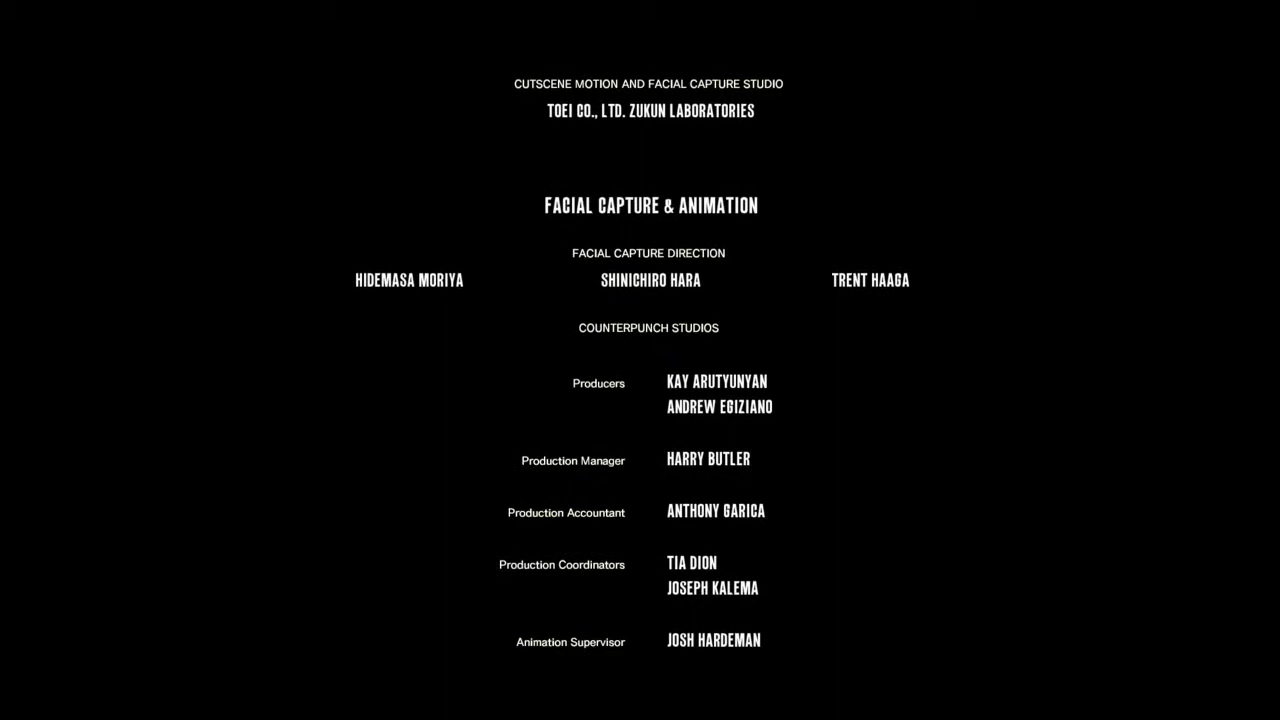 CUTSCENE MOTION AND FACIAL CAPTURE STUDIO
TOEI CO., LTD. ZUKUN LABORATORIES
FACIAL CAPTURE & ANIMATION
FACIAL CAPTURE DIRECTION
HIDEMASA MORIYA SHINICHIRO HARA TRENT HAAGA
COUNTERPUNCH STUDIOS
Producers KAY ARUTYUNYAN
ANDREW EGIZIANO
Production Manager HARRY BUTLER
Production Accountant ANTHONY GARICA
Production Coordinators TIA DION
JOSEPH KALEMA
Animation Supervisor JOSH HARDEMAN